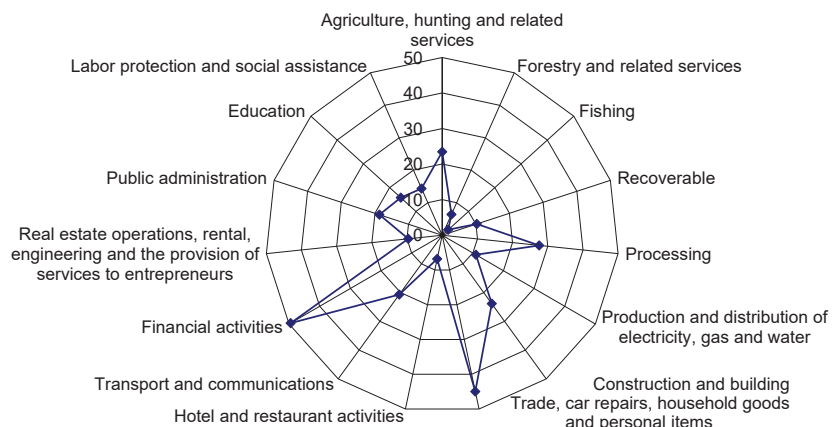 Agriculture, hunting and related
services
Labor protection and social assistance
Forestry and related services
Education
Fishing
Public administration
Recoverable
Real estate operations, rental,
engineering and the provision of
services to entrepreneurs
Processing
Financial activities
Production and distribution of
electricity, gas and water
Transport and communications
Construction and building
Hotel and restaurant activities
Trade, car repairs, household goods
and personal items
50
40
30
20
10
0